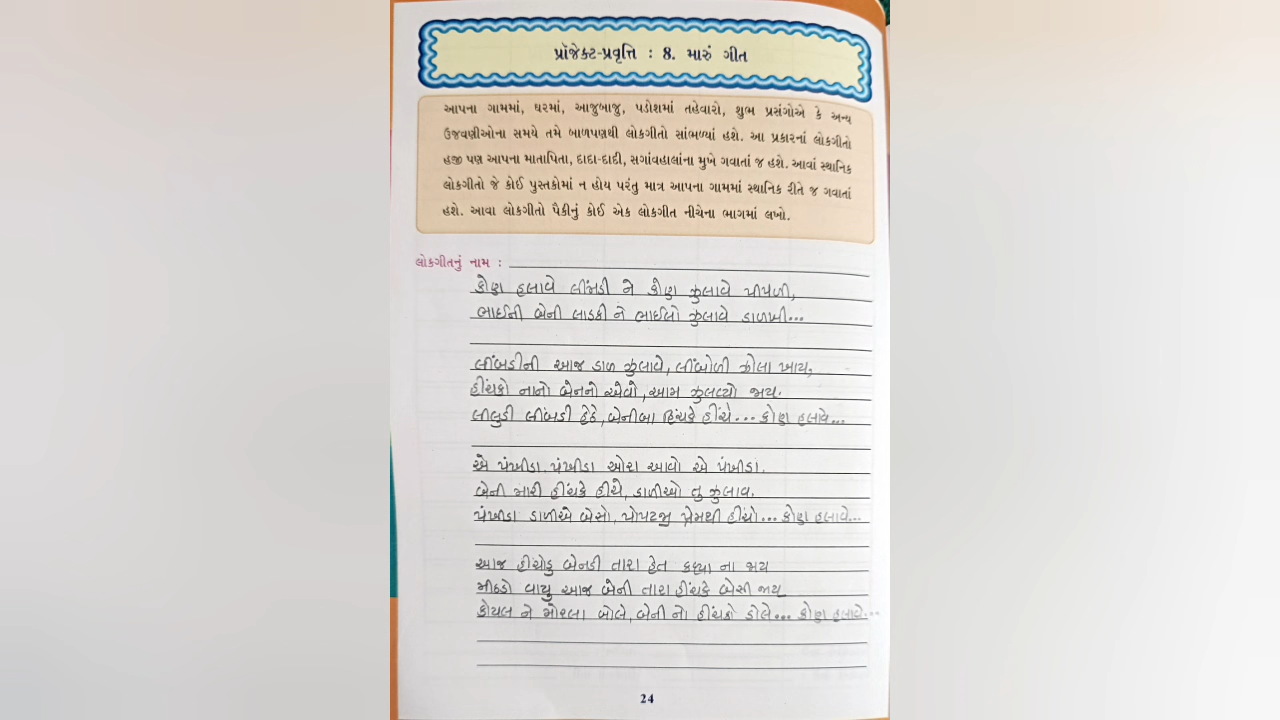 પ્રૉજેક્ટ-પ્રવૃત્તિ : 8. મારું ગીત
આપના ગામમાં, ઘરમાં, આજુબાજુ, પડોશમાં તહેવારો, શુભ પ્રસંગોએ કે અન્ય
ઉજવણીઓના સમયે તમે બાળપણથી લોકગીતો સાંભળ્યાં હશે. આ પ્રકારનાં લોકગીતો
હજી પણ આપના માતાપિતા, દાદા-દાદી, સગાંવહાલાંના મુખે ગવાતાં જ હશે. આવાં સ્થાનિક
લોકગીતો જે કોઈ પુસ્તકોમાં ન હોય પરંતુ માત્ર આપના ગામમાં સ્થાનિક રીતે જ ગવાતાં
હશે. આવા લોકગીતો પૈકીનું કોઈ એક લોકગીત નીચેના ભાગમાં લખો.
લોકગીતનું નામ :
કોણ હલાવે લીંબડી ને કોણ ઝુલાવે પીપળી,
ભાઈની બેની લાડકી ને ભાઈલો ઝુલાવે ડાળખી...
લીંબડીની આજ ડાળ ઝુલાવે, લીંબોળી ઝોલા ખાય,
હીંચકો નાનો બેનનો એવો, આમ ઝુલવ્યો જાય.
લીલુડી લીંબડી હેઠે, બેનીબા હિંચકે હીંચે... કોણ હલાવે...
એ પંખીડા પંખીડા ઓરા આવો એ પંખીડા.
બેની મારી હીંચકે હીંચે, ડાળીઓ તુ ઝુલાવ.
પંખીડા ડાળીએ બેસો, પોપટજી પ્રેમથી હીંચો... કોણ હલાવે...
આજ હીંચોડુ બેનડી તારા હેત કહ્યા ના જાય
મીઠડો વાયુ આજ બેની તારા હીંચકે બેસી જાય
કોયલ ને મોરલા બોલે, બેની નો હીંચકો ડોલે... કોણ હલાવે...
24